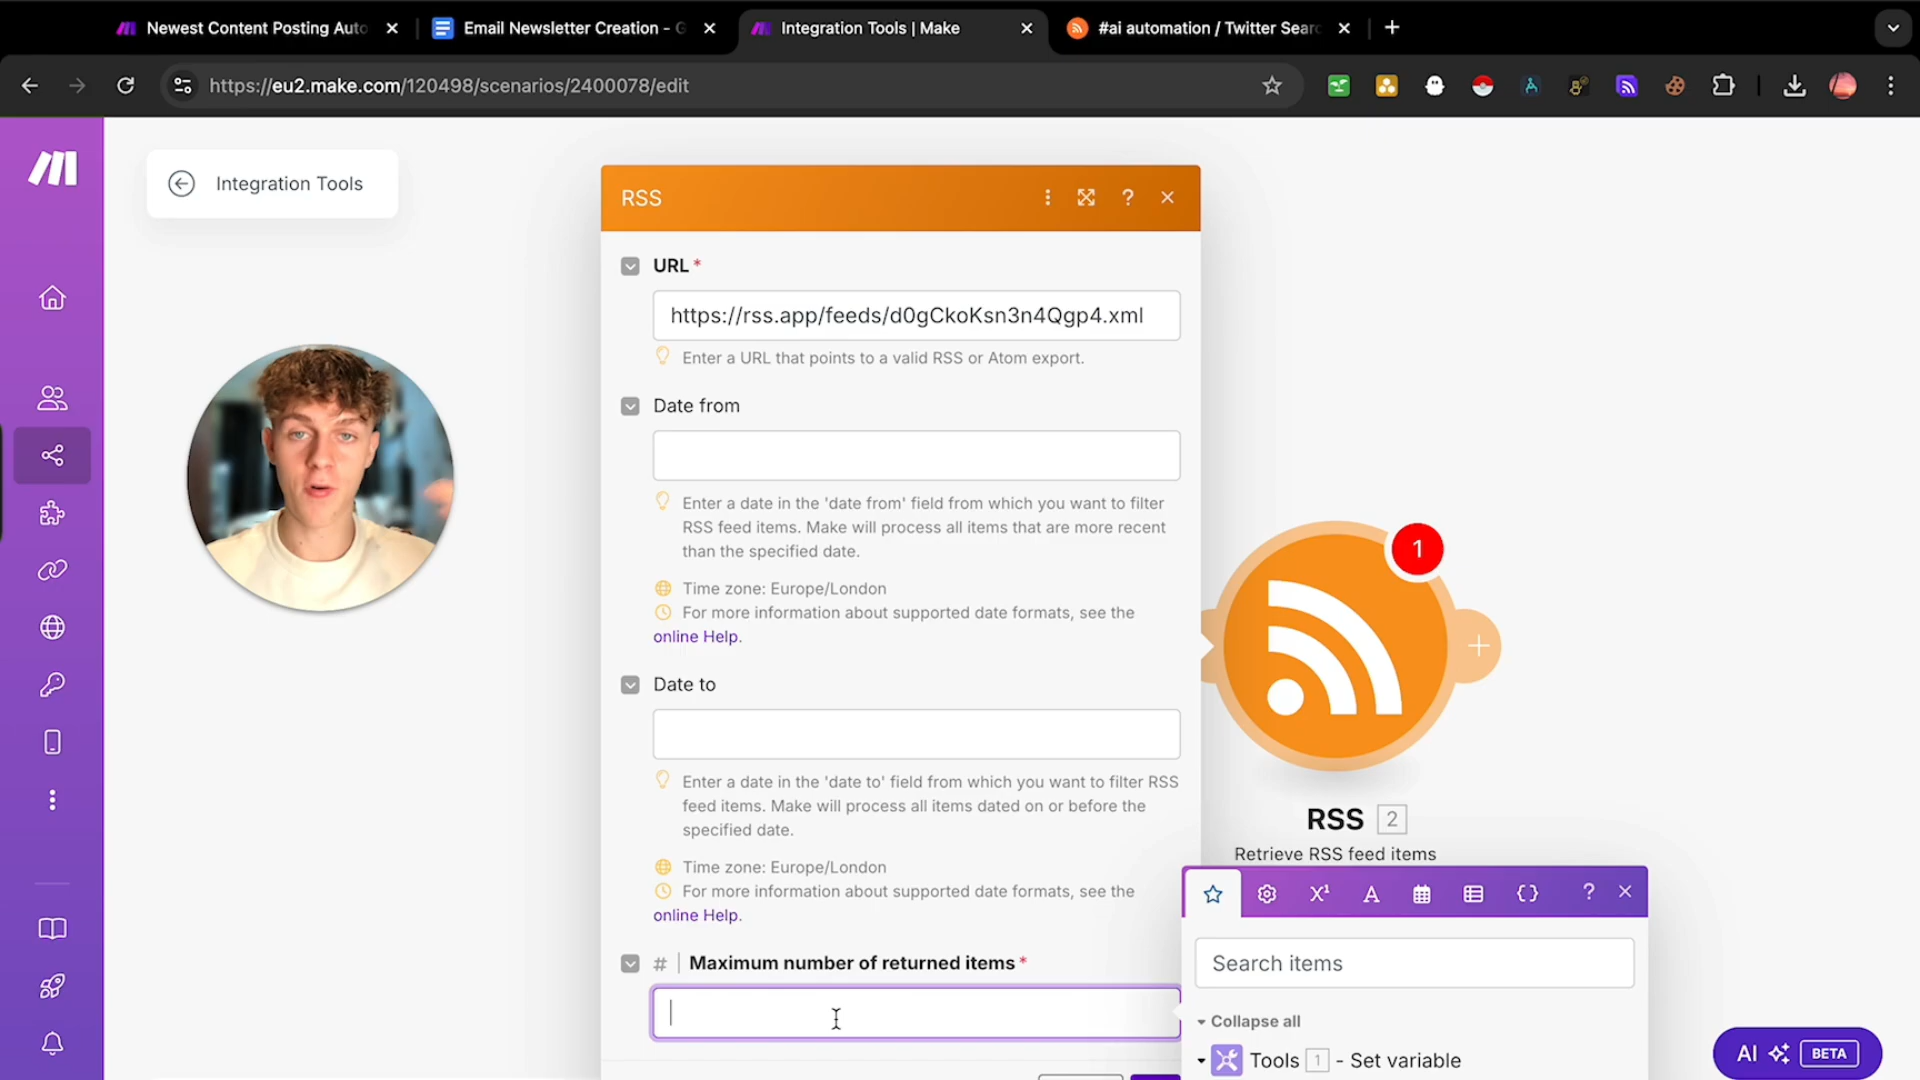 Newest Content Posting Auto
Email Newsletter Creation - G
Integration Tools | Make
#ai automation / Twitter Sear
https://eu2.make.com/120498/scenarios/2400078/edit
Integration Tools
RSS
?
URL *
https://rss.app/feeds/d0gCkoKsn3n4Qgp4.xml
Enter a URL that points to a valid RSS or Atom export.
Date from
Enter a date in the 'date from' field from which you want to filter
RSS feed items. Make will process all items that are more recent
than the specified date.
Time zone: Europe/London
For more information about supported date formats, see the
online Help.
Date to
Enter a date in the 'date to' field from which you want to filter RSS
feed items. Make will process all items dated on or before the
specified date.
Time zone: Europe/London
For more information about supported date formats, see the
online Help.
# Maximum number of returned items *
1
RSS 2
Retrieve RSS feed items
X¹ A {} ?
Search items
Collapse all
Tools 1 - Set variable
AI BETA